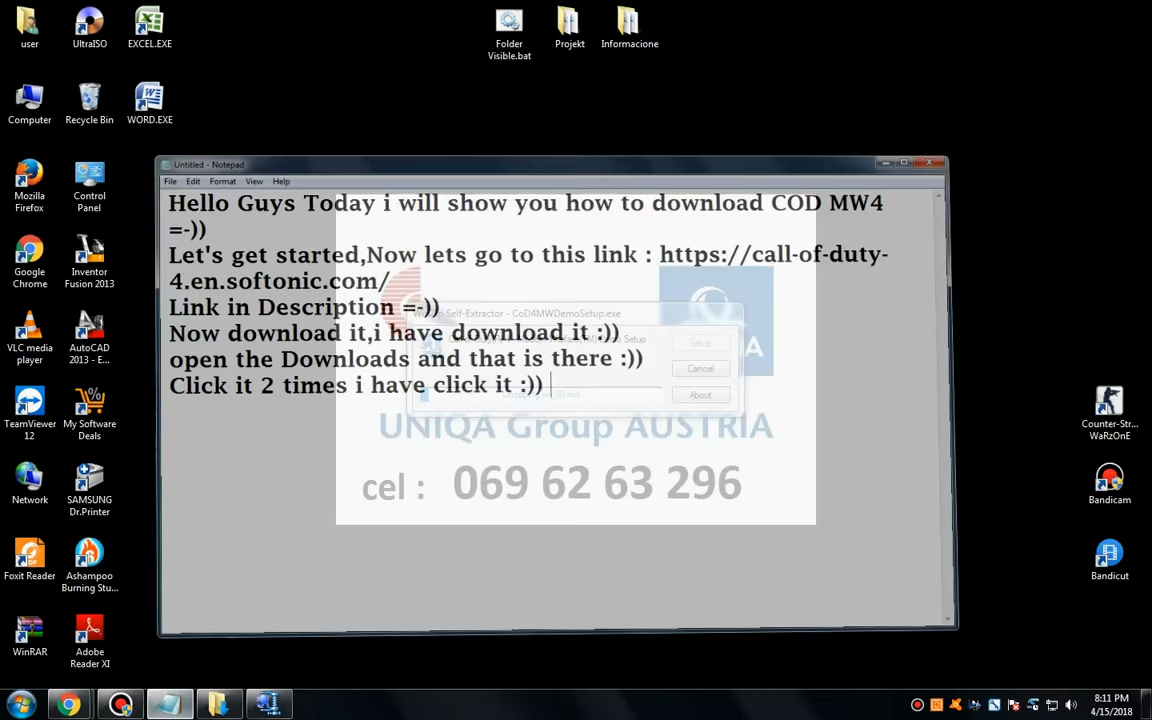 user
UltraISO
EXCEL.EXE
Folder
Visible.bat
Projekt
Informacione
Computer
Recycle Bin
WORD.EXE
Mozilla
Firefox
Control
Panel
Google
Chrome
Inventor
Fusion 2013
VLC media
player
AutoCAD
2013 - E...
TeamViewer
12
My Software
Deals
Network
SAMSUNG
Dr.Printer
Foxit Reader
Ashampoo
Burning Stu...
WinRAR
Adobe
Reader XI
Untitled - Notepad
File Edit Format View Help
Hello Guys Today i will show you how to download COD MW4
=-))
Let's get started,Now lets go to this link : https://call-of-duty-
4.en.softonic.com/
Link in Description =-))
Now download it,i have download it :))
open the Downloads and that is there :))
Click it 2 times i have click it :))
Self-Extractor - CoD4MWDemoSetup.exe
Setup
Cancel
About
UNIQA Group AUSTRIA
cel : 069 62 63 296
Counter-Str...
WaRzOnE
Bandicam
Bandicut
8:11 PM
4/15/2018